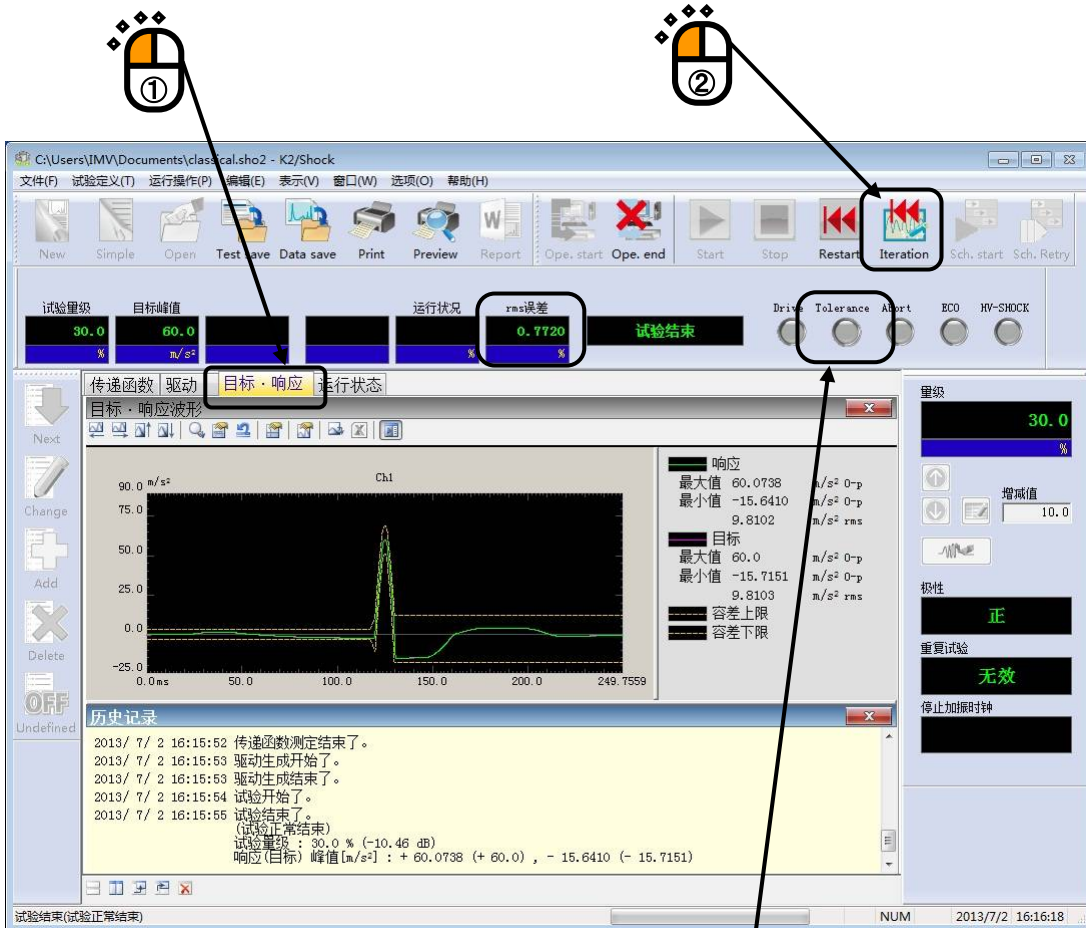 ①
②
C:\Users\IMV\Documents\classical.sho2 - K2/Shock
文件(F) 试验定义(T) 运行操作(P) 编辑(E) 表示(V) 窗口(W) 选项(O) 帮助(H)
New Simple Open Test save Data save Print Preview Report Ope. start Ope. end Start Stop Restart Iteration Sch. start Sch. Retry
试验量级 目标峰值 运行状况 rms误差 Drive Tolerance Abort ECO HV-SHOCK
30.0 60.0 0.7720 试验结束
% m/s² % %
传递函数 驱动 目标・响应 运行状态
目标・响应波形
Next
Change
Add
Delete
OFF
Undefined
Ch1
90.0 m/s²
75.0
50.0
25.0
0.0
-25.0
0.0ms 50.0 100.0 150.0 200.0 249.7559
响应
最大值 60.0738 m/s² 0-p
最小值 -15.6410 m/s² 0-p
9.8102 m/s² rms
目标
最大值 60.0 m/s² 0-p
最小值 -15.7151 m/s² 0-p
9.8103 m/s² rms
容差上限
容差下限
量级
30.0
%
增减值
10.0
极性
正
重复试验
无效
停止加振时钟
历史记录
2013/ 7/ 2 16:15:52 传递函数测定结束了。
2013/ 7/ 2 16:15:53 驱动生成开始了。
2013/ 7/ 2 16:15:53 驱动生成结束了。
2013/ 7/ 2 16:15:54 试验开始了。
2013/ 7/ 2 16:15:55 试验结束了。
(试验正常结束)
试验量级 : 30.0 % (-10.46 dB)
响应(目标) 峰值[m/s²] : + 60.0738 (+ 60.0) , - 15.6410 (- 15.7151)
试验结束(试验正常结束) NUM 2013/7/2 16:16:18